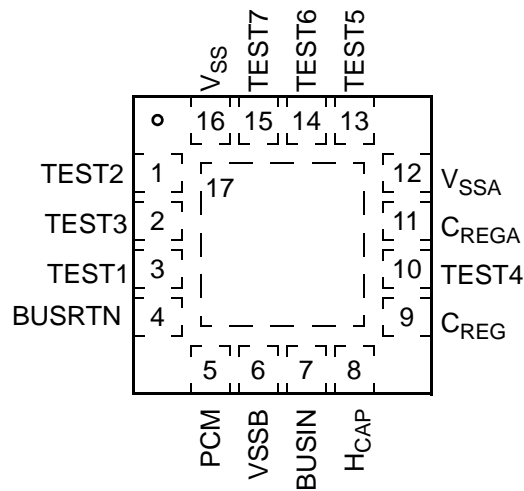 VSS TEST7 TEST6 TEST5
16 15 14 13
TEST2 1 17 12 VSSA
TEST3 2 11 CREGA
TEST1 3 10 TEST4
BUSRTN 4 9 CREG
5 6 7 8
PCM VSSB BUSIN HCAP